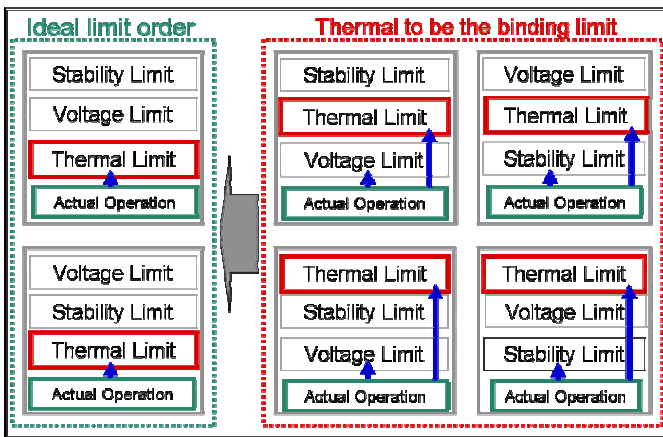 Ideal limit order
Stability Limit
Voltage Limit
Thermal Limit
Actual Operation
Voltage Limit
Stability Limit
Thermal Limit
Actual Operation
Thermal to be the binding limit
Stability Limit
Thermal Limit
Voltage Limit
Actual Operation
Voltage Limit
Thermal Limit
Stability Limit
Actual Operation
Thermal Limit
Stability Limit
Voltage Limit
Actual Operation
Thermal Limit
Voltage Limit
Stability Limit
Actual Operation